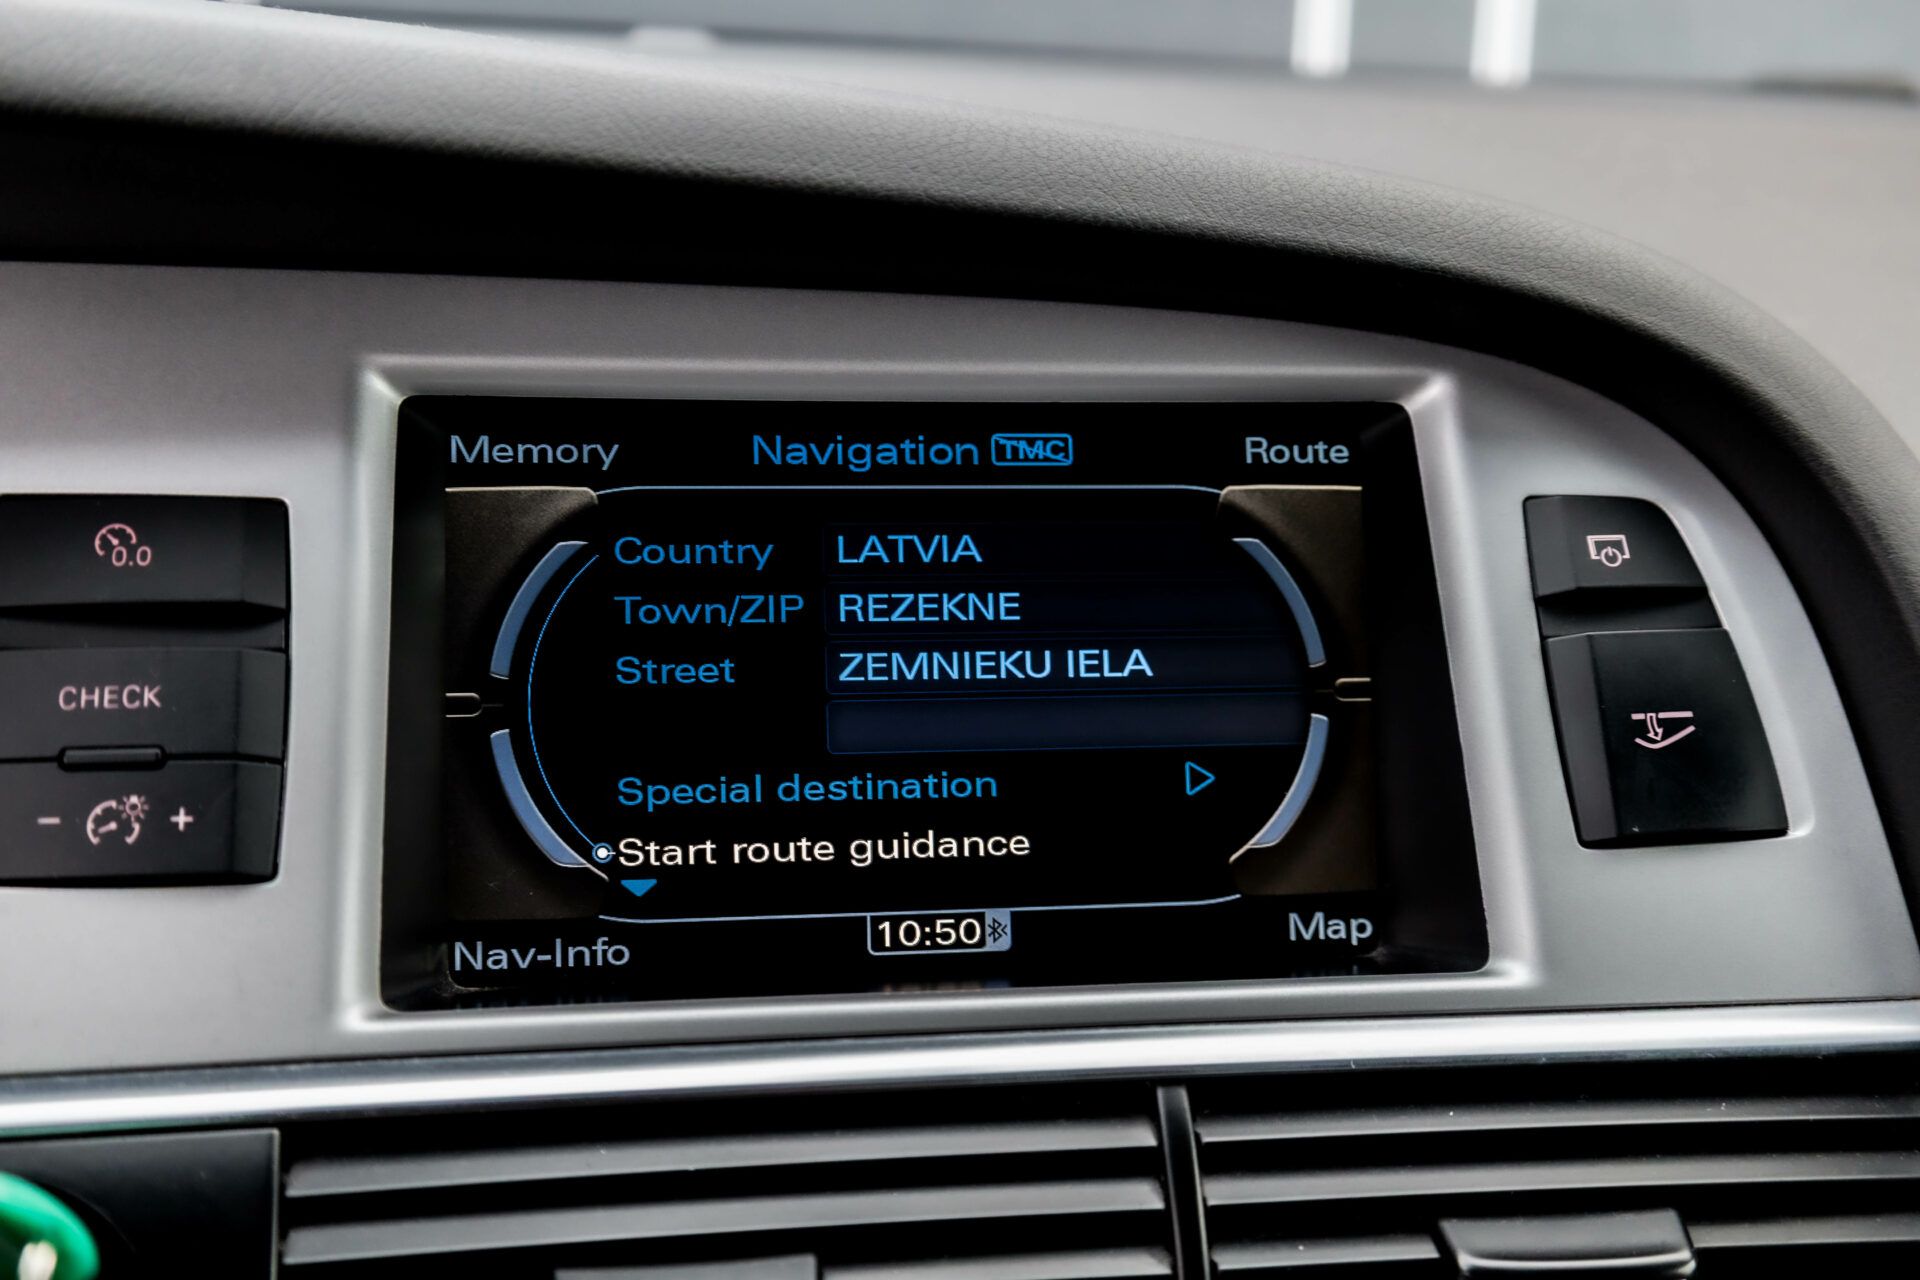 Memory
Navigation TMC
Route
0.0
CHECK
- +
Country LATVIA
Town/ZIP REZEKNE
Street ZEMNIEKU IELA
Special destination
Start route guidance
Nav-Info
10:50
Map